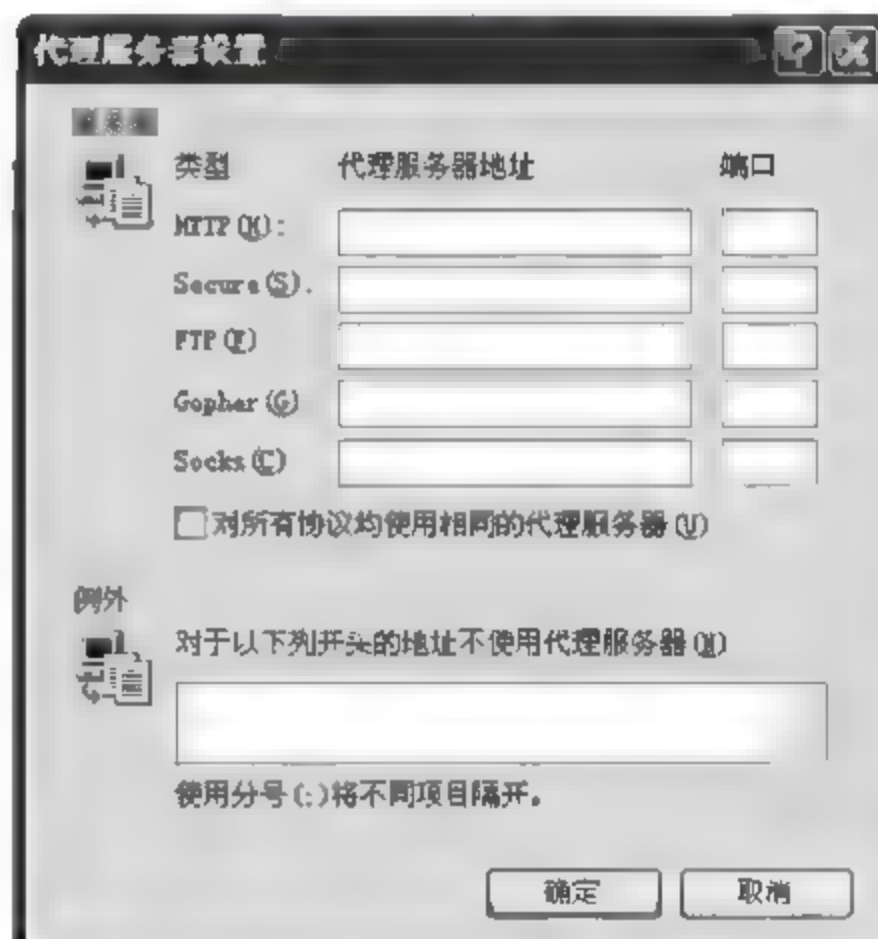 代理服务器设置
类型 代理服务器地址 端口
HTTP(H):
Secure(S).
FTP(F)
Gopher(G)
Socks(C)
对所有协议均使用相同的代理服务器(U)
例外
对于以下列开头的地址不使用代理服务器(N)
使用分号(;)将不同项目隔开。
确定 取消